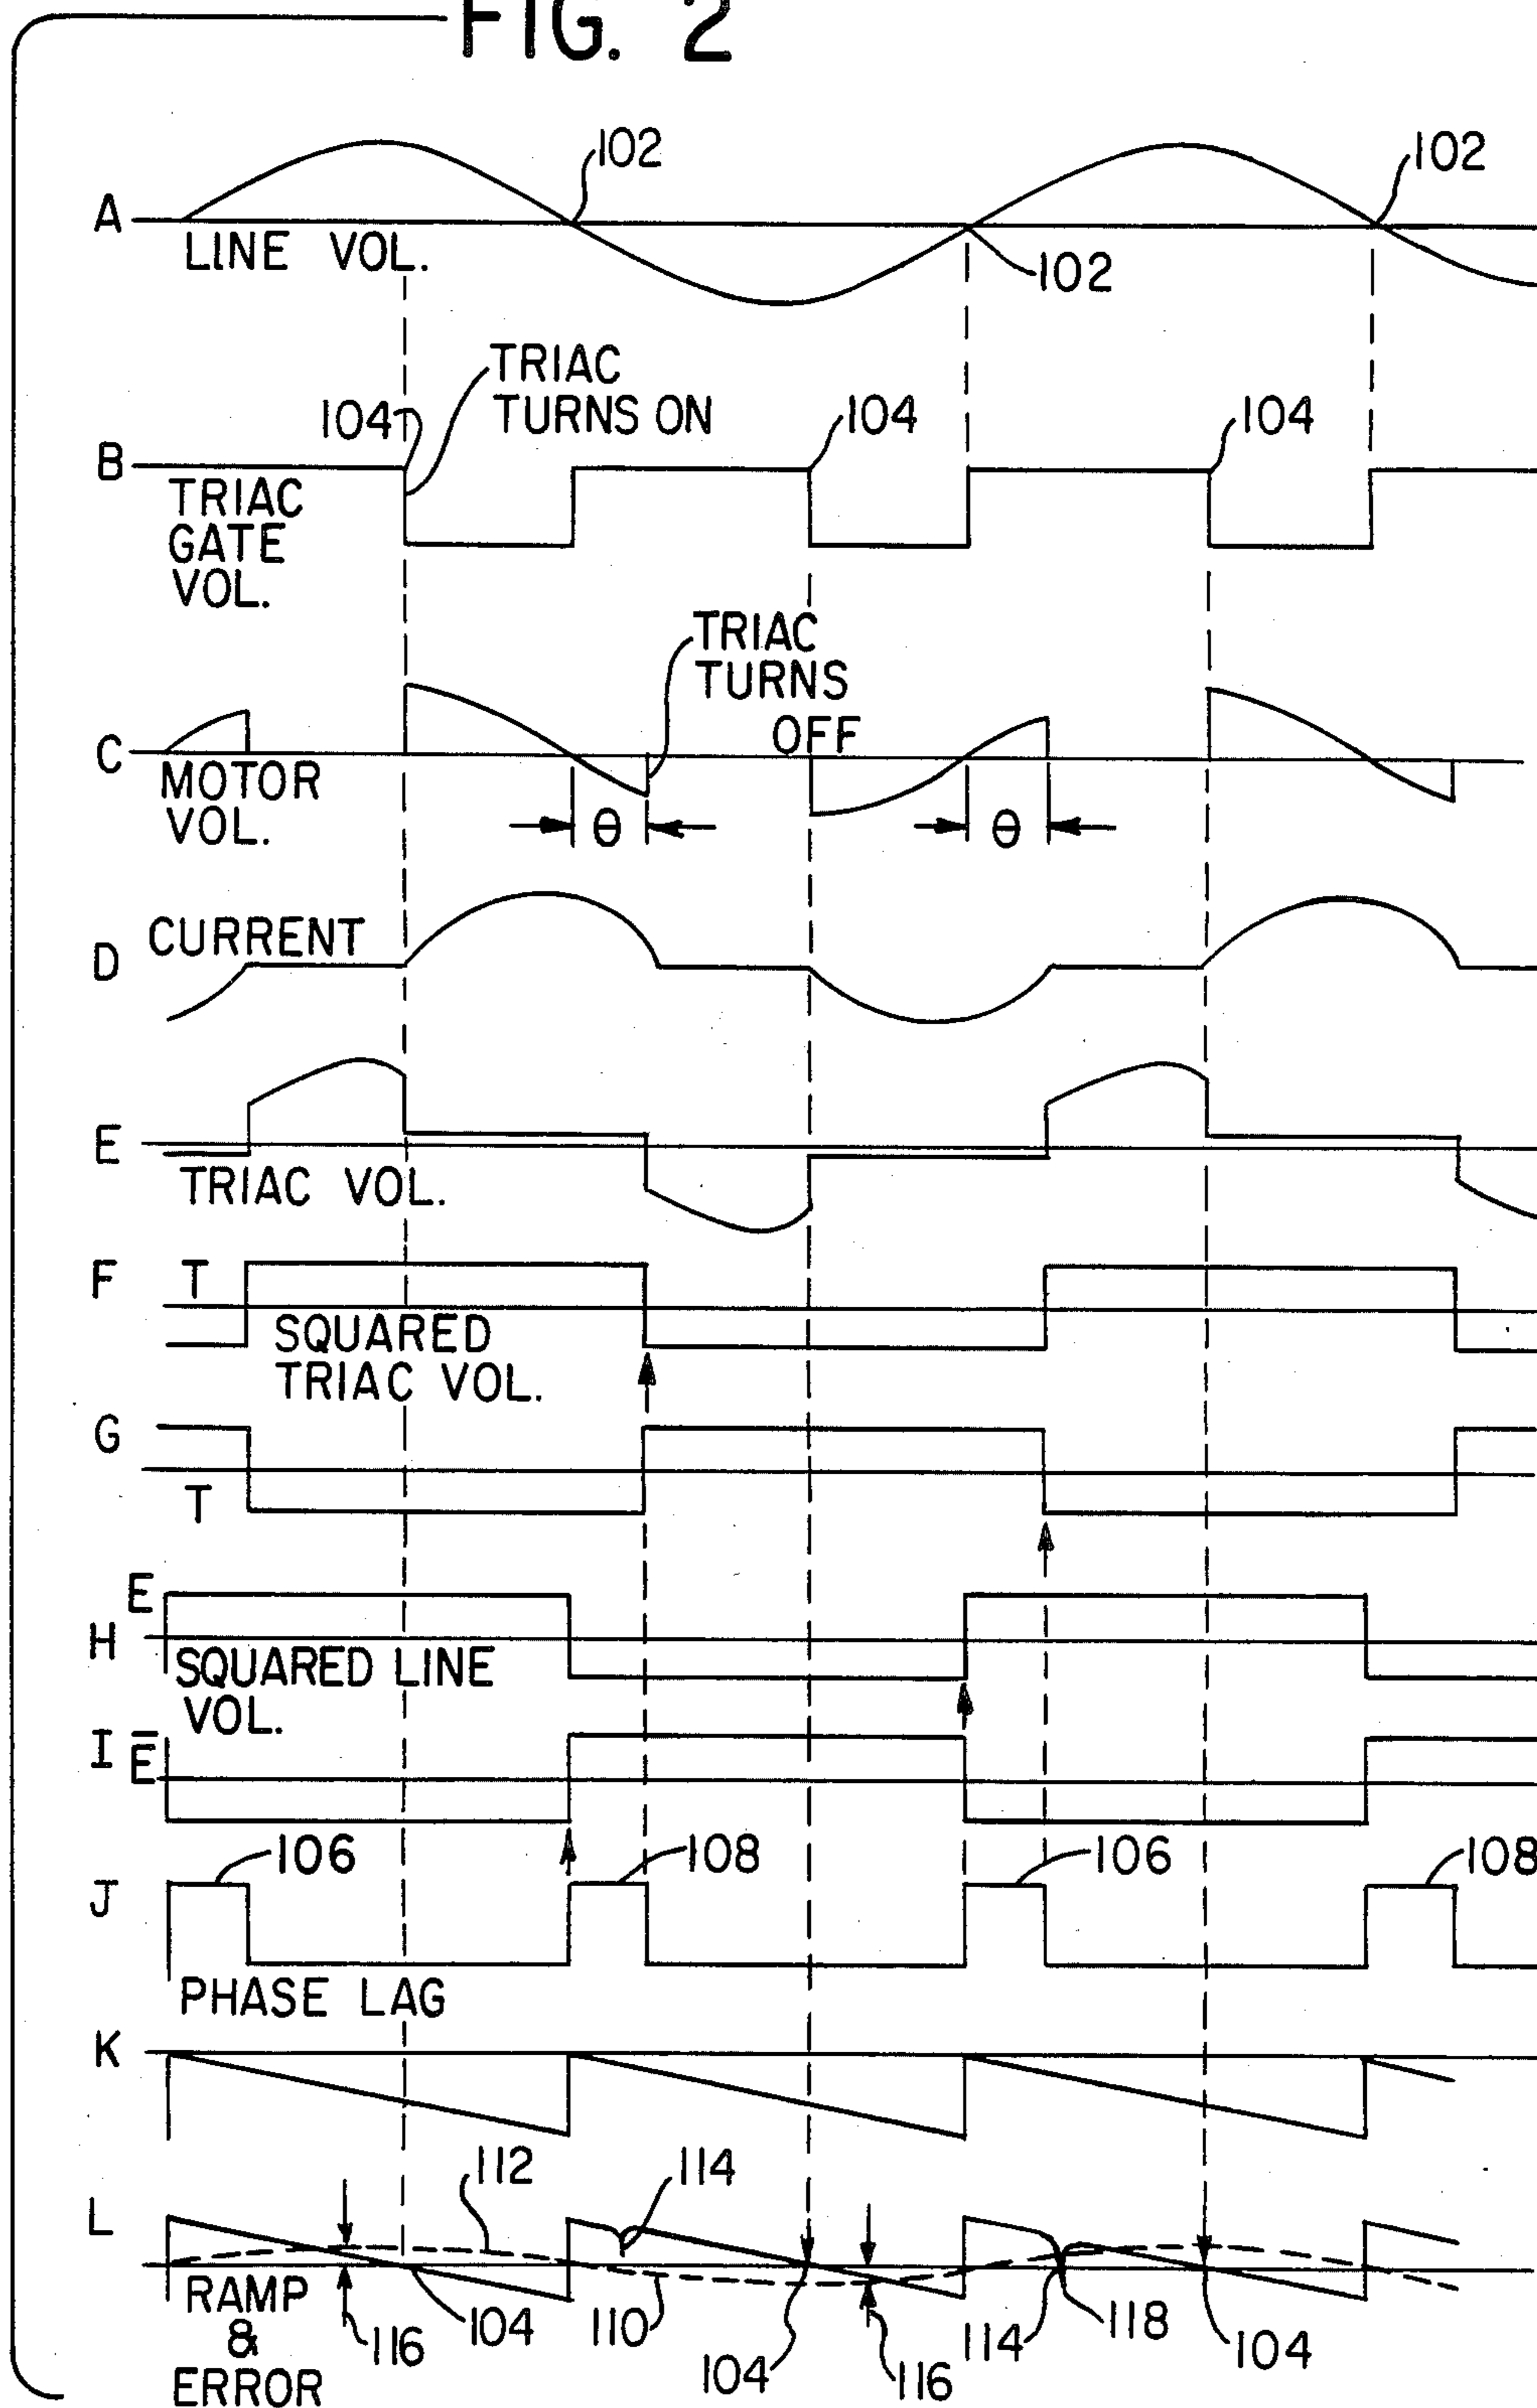 FIG. 2
102
102
A
LINE VOL.
102
TRIAC
TURNS ON
104
104
104
B
TRIAC
GATE
VOL.
TRIAC
TURNS
OFF
C
MOTOR
VOL.
θ
θ
CURRENT
D
E
TRIAC VOL.
F T
SQUARED
TRIAC VOL.
G
T
E
H
SQUARED LINE
VOL.
I E̅
106
108
106
108
J
PHASE LAG
K
112
114
L
RAMP
&
ERROR
116
104
110
104
116
114
118
104